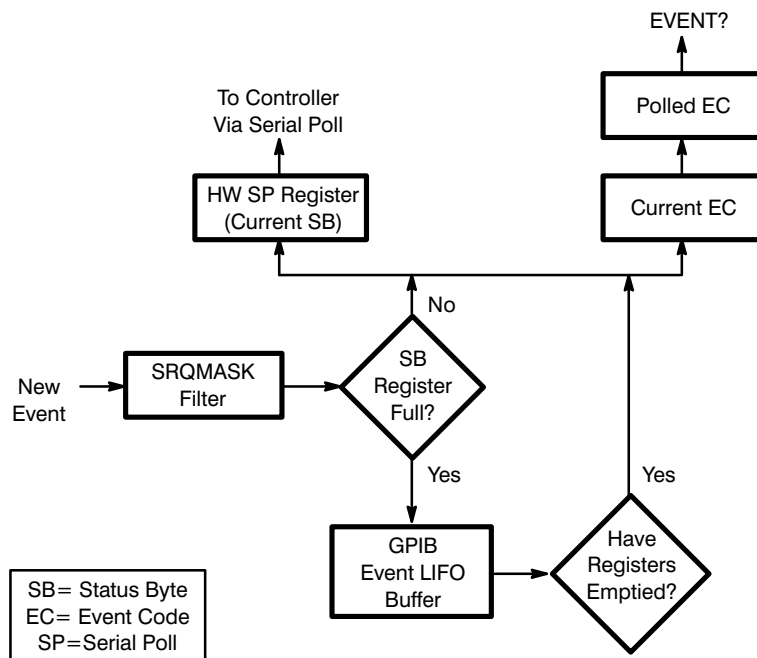 EVENT?
Polled EC
To Controller
Via Serial Poll
HW SP Register
(Current SB)
Current EC
No
New
Event
SRQMASK
Filter
SB
Register
Full?
Yes
Yes
GPIB
Event LIFO
Buffer
Have
Registers
Emptied?
SB= Status Byte
EC= Event Code
SP=Serial Poll